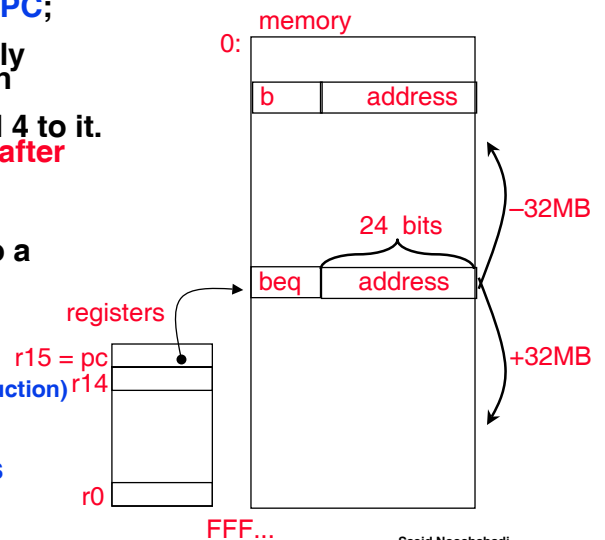 PC;
memory
0:
ly
n
b address
4 to it.
after
–32MB
24 bits
o a
beq address
registers
r15 = pc
+32MB
uction) r14
s
r0
FFF...